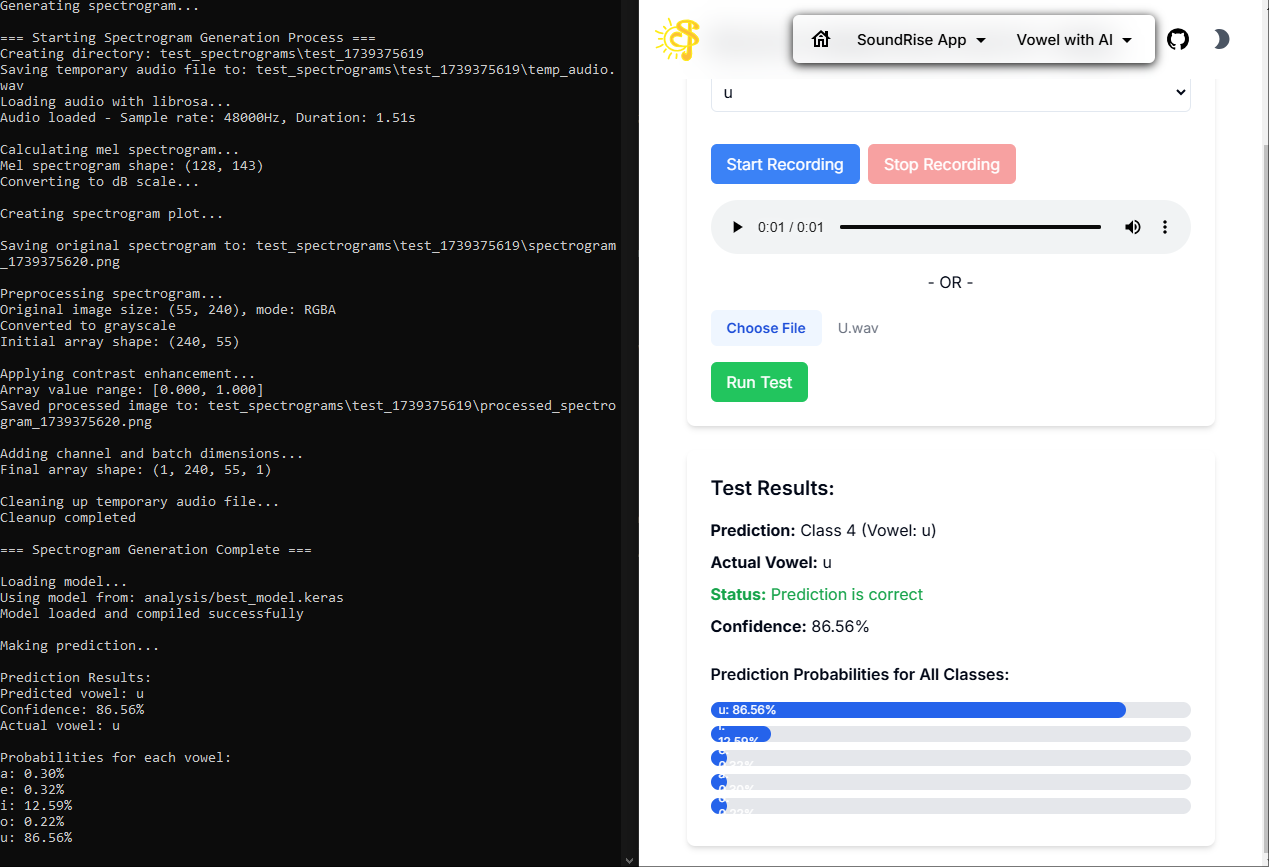 Generating spectrogram...
=== Starting Spectrogram Generation Process ===
Creating directory: test_spectrograms\test_1739375619
Saving temporary audio file to: test_spectrograms\test_1739375619\temp_audio.
wav
Loading audio with librosa...
Audio loaded - Sample rate: 48000Hz, Duration: 1.51s
Calculating mel spectrogram...
Mel spectrogram shape: (128, 143)
Converting to dB scale...
Creating spectrogram plot...
Saving original spectrogram to: test_spectrograms\test_1739375619\spectrogram
_1739375620.png
Preprocessing spectrogram...
Original image size: (55, 240), mode: RGBA
Converted to grayscale
Initial array shape: (240, 55)
Applying contrast enhancement...
Array value range: [0.000, 1.000]
Saved processed image to: test_spectrograms\test_1739375619\processed_spectro
gram_1739375620.png
Adding channel and batch dimensions...
Final array shape: (1, 240, 55, 1)
Cleaning up temporary audio file...
Cleanup completed
=== Spectrogram Generation Complete ===
Loading model...
Using model from: analysis/best_model.keras
Model loaded and compiled successfully
Making prediction...
Prediction Results:
Predicted vowel: u
Confidence: 86.56%
Actual vowel: u
Probabilities for each vowel:
a: 0.30%
e: 0.32%
i: 12.59%
o: 0.22%
u: 86.56%
SoundRise App Vowel with AI
u
Start Recording Stop Recording
0:01 / 0:01
- OR -
Choose File U.wav
Run Test
Test Results:
Prediction: Class 4 (Vowel: u)
Actual Vowel: u
Status: Prediction is correct
Confidence: 86.56%
Prediction Probabilities for All Classes:
u: 86.56%
12.59%
0.32%
0.30%
0.22%